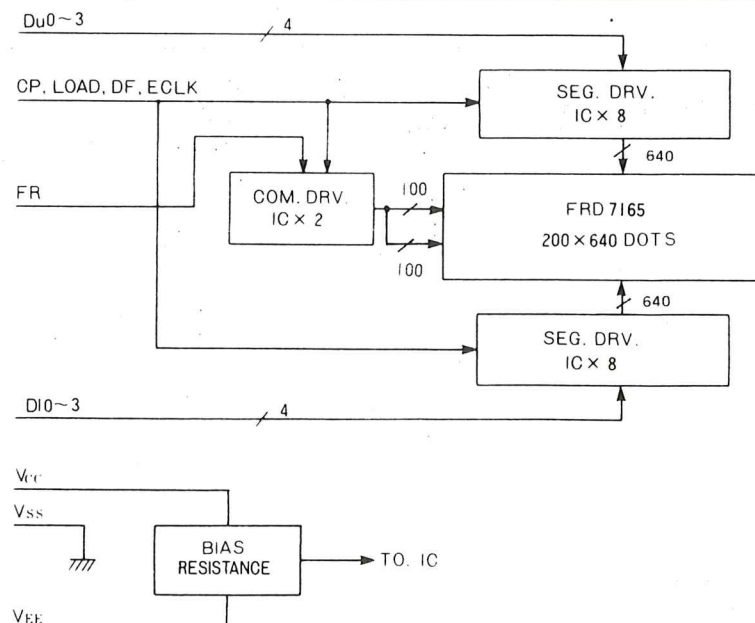 Du0~3
4
CP, LOAD, DF, ECLK
SEG. DRV.
IC × 8
640
FR
COM. DRV.
IC × 2
100
100
FRD 7165
200 × 640 DOTS
640
SEG. DRV.
IC × 8
Dl0~3
4
Vcc
Vss
BIAS
RESISTANCE
TO. IC
VEE